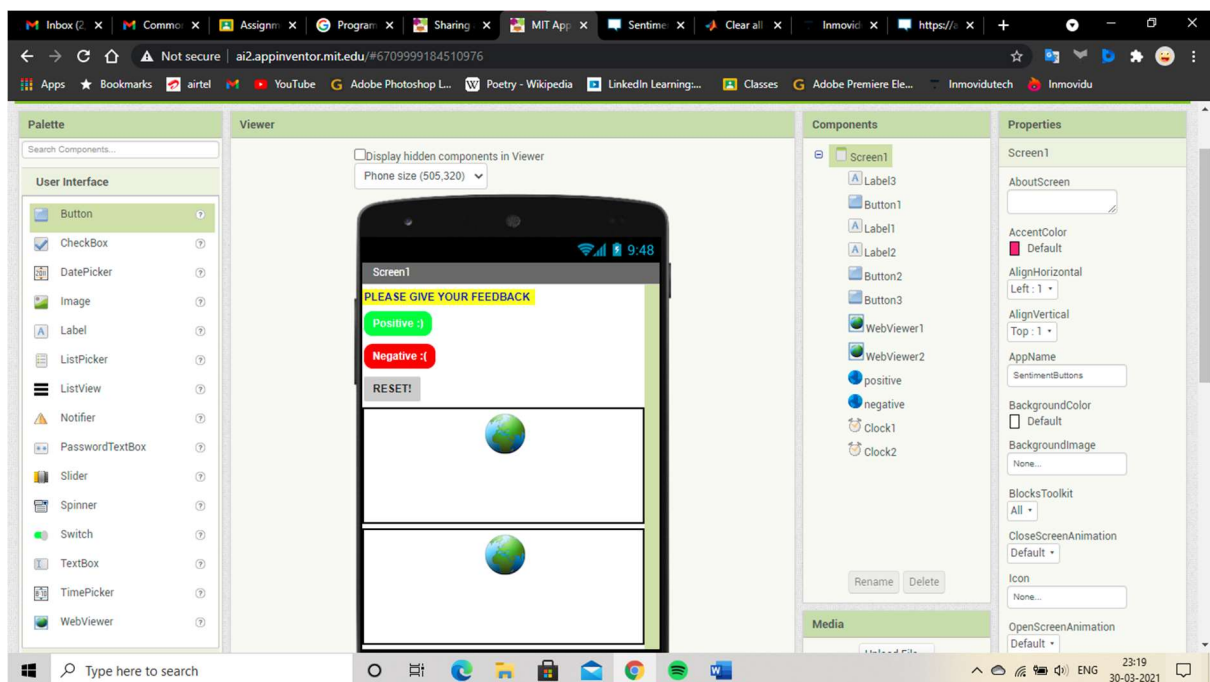 Inbox (2
Commo
Assignm
Program
Sharing
MIT App
Sentime
Clear all
Inmovid
https://a
Not secure
ai2.appinventor.mit.edu/#6709999184510976
Apps
Bookmarks
airtel
YouTube
Adobe Photoshop L...
Poetry - Wikipedia
LinkedIn Learning:...
Classes
Adobe Premiere Ele...
Inmovidutech
Inmovidu
Palette
Search Components...
User Interface
Button
CheckBox
DatePicker
Image
Label
ListPicker
ListView
Notifier
PasswordTextBox
Slider
Spinner
Switch
TextBox
TimePicker
WebViewer
Viewer
Display hidden components in Viewer
Phone size (505,320)
9:48
Screen1
PLEASE GIVE YOUR FEEDBACK
Positive :)
Negative :(
RESET!
Components
Screen1
Label3
Button1
Label1
Label2
Button2
Button3
WebViewer1
WebViewer2
positive
negative
Clock1
Clock2
Rename Delete
Media
Properties
Screen1
AboutScreen
AccentColor
Default
AlignHorizontal
Left : 1
AlignVertical
Top : 1
AppName
SentimentButtons
BackgroundColor
Default
BackgroundImage
None...
BlocksToolkit
All
CloseScreenAnimation
Default
Icon
None...
OpenScreenAnimation
Default
Type here to search
ENG
23:19
30-03-2021